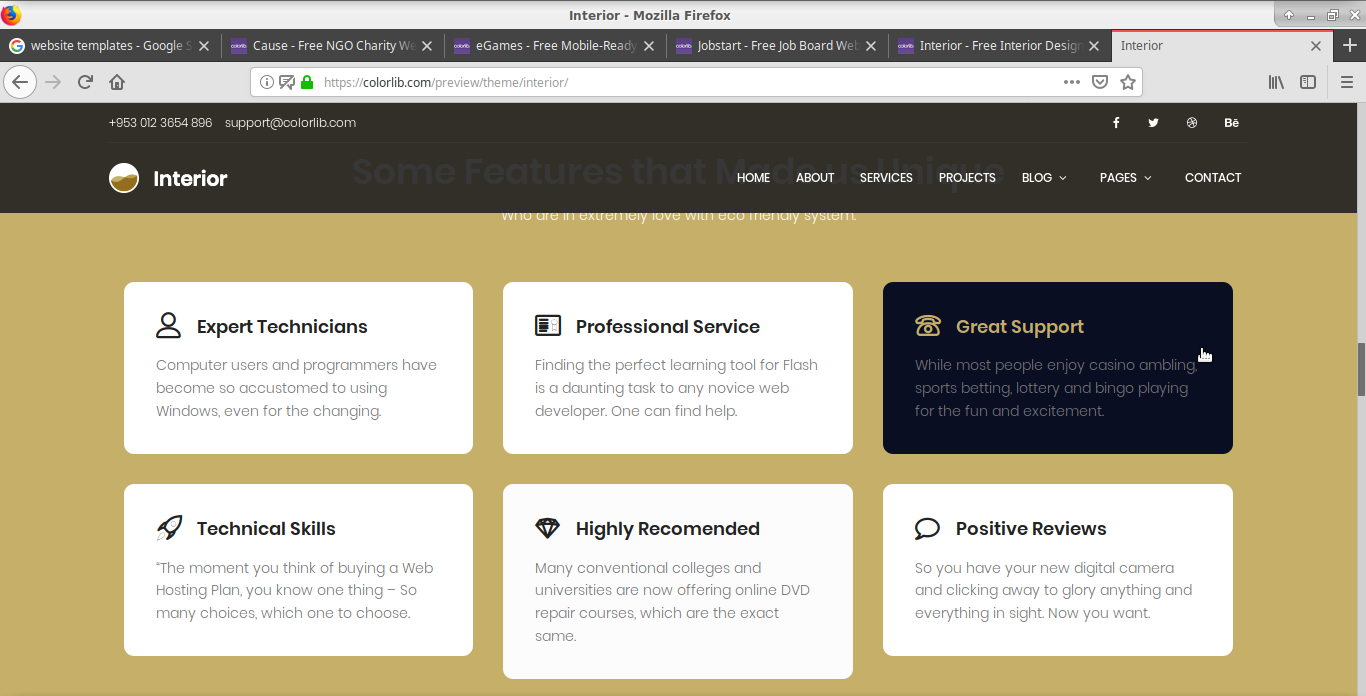 Interior - Mozilla Firefox
website templates - Google S
colorlib Cause - Free NGO Charity We
colorlib eGames - Free Mobile-Ready
colorlib Jobstart - Free Job Board Web
colorlib Interior - Free Interior Design
Interior
https://colorlib.com/preview/theme/interior/
+953 012 3654 896 support@colorlib.com
Bē
Some Features that Made us Unique
Interior
HOME ABOUT SERVICES PROJECTS BLOG PAGES CONTACT
Who are in extremely love with eco friendly system.
Expert Technicians
Computer users and programmers have
become so accustomed to using
Windows, even for the changing.
Professional Service
Finding the perfect learning tool for Flash
is a daunting task to any novice web
developer. One can find help.
Great Support
While most people enjoy casino ambling,
sports betting, lottery and bingo playing
for the fun and excitement.
Technical Skills
“The moment you think of buying a Web
Hosting Plan, you know one thing – So
many choices, which one to choose.
Highly Recomended
Many conventional colleges and
universities are now offering online DVD
repair courses, which are the exact
same.
Positive Reviews
So you have your new digital camera
and clicking away to glory anything and
everything in sight. Now you want.